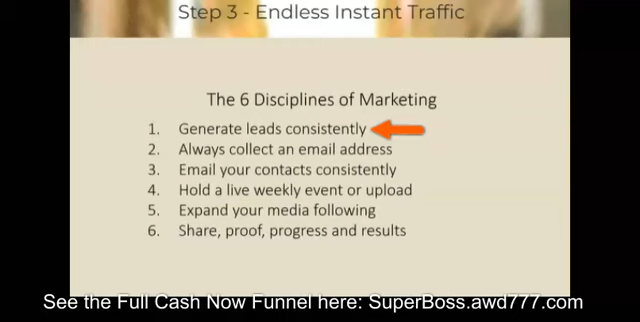 Step 3 - Endless Instant Traffic
The 6 Disciplines of Marketing
1. Generate leads consistently
2. Always collect an email address
3. Email your contacts consistently
4. Hold a live weekly event or upload
5. Expand your media following
6. Share, proof, progress and results
See the Full Cash Now Funnel here: SuperBoss.awd777.com